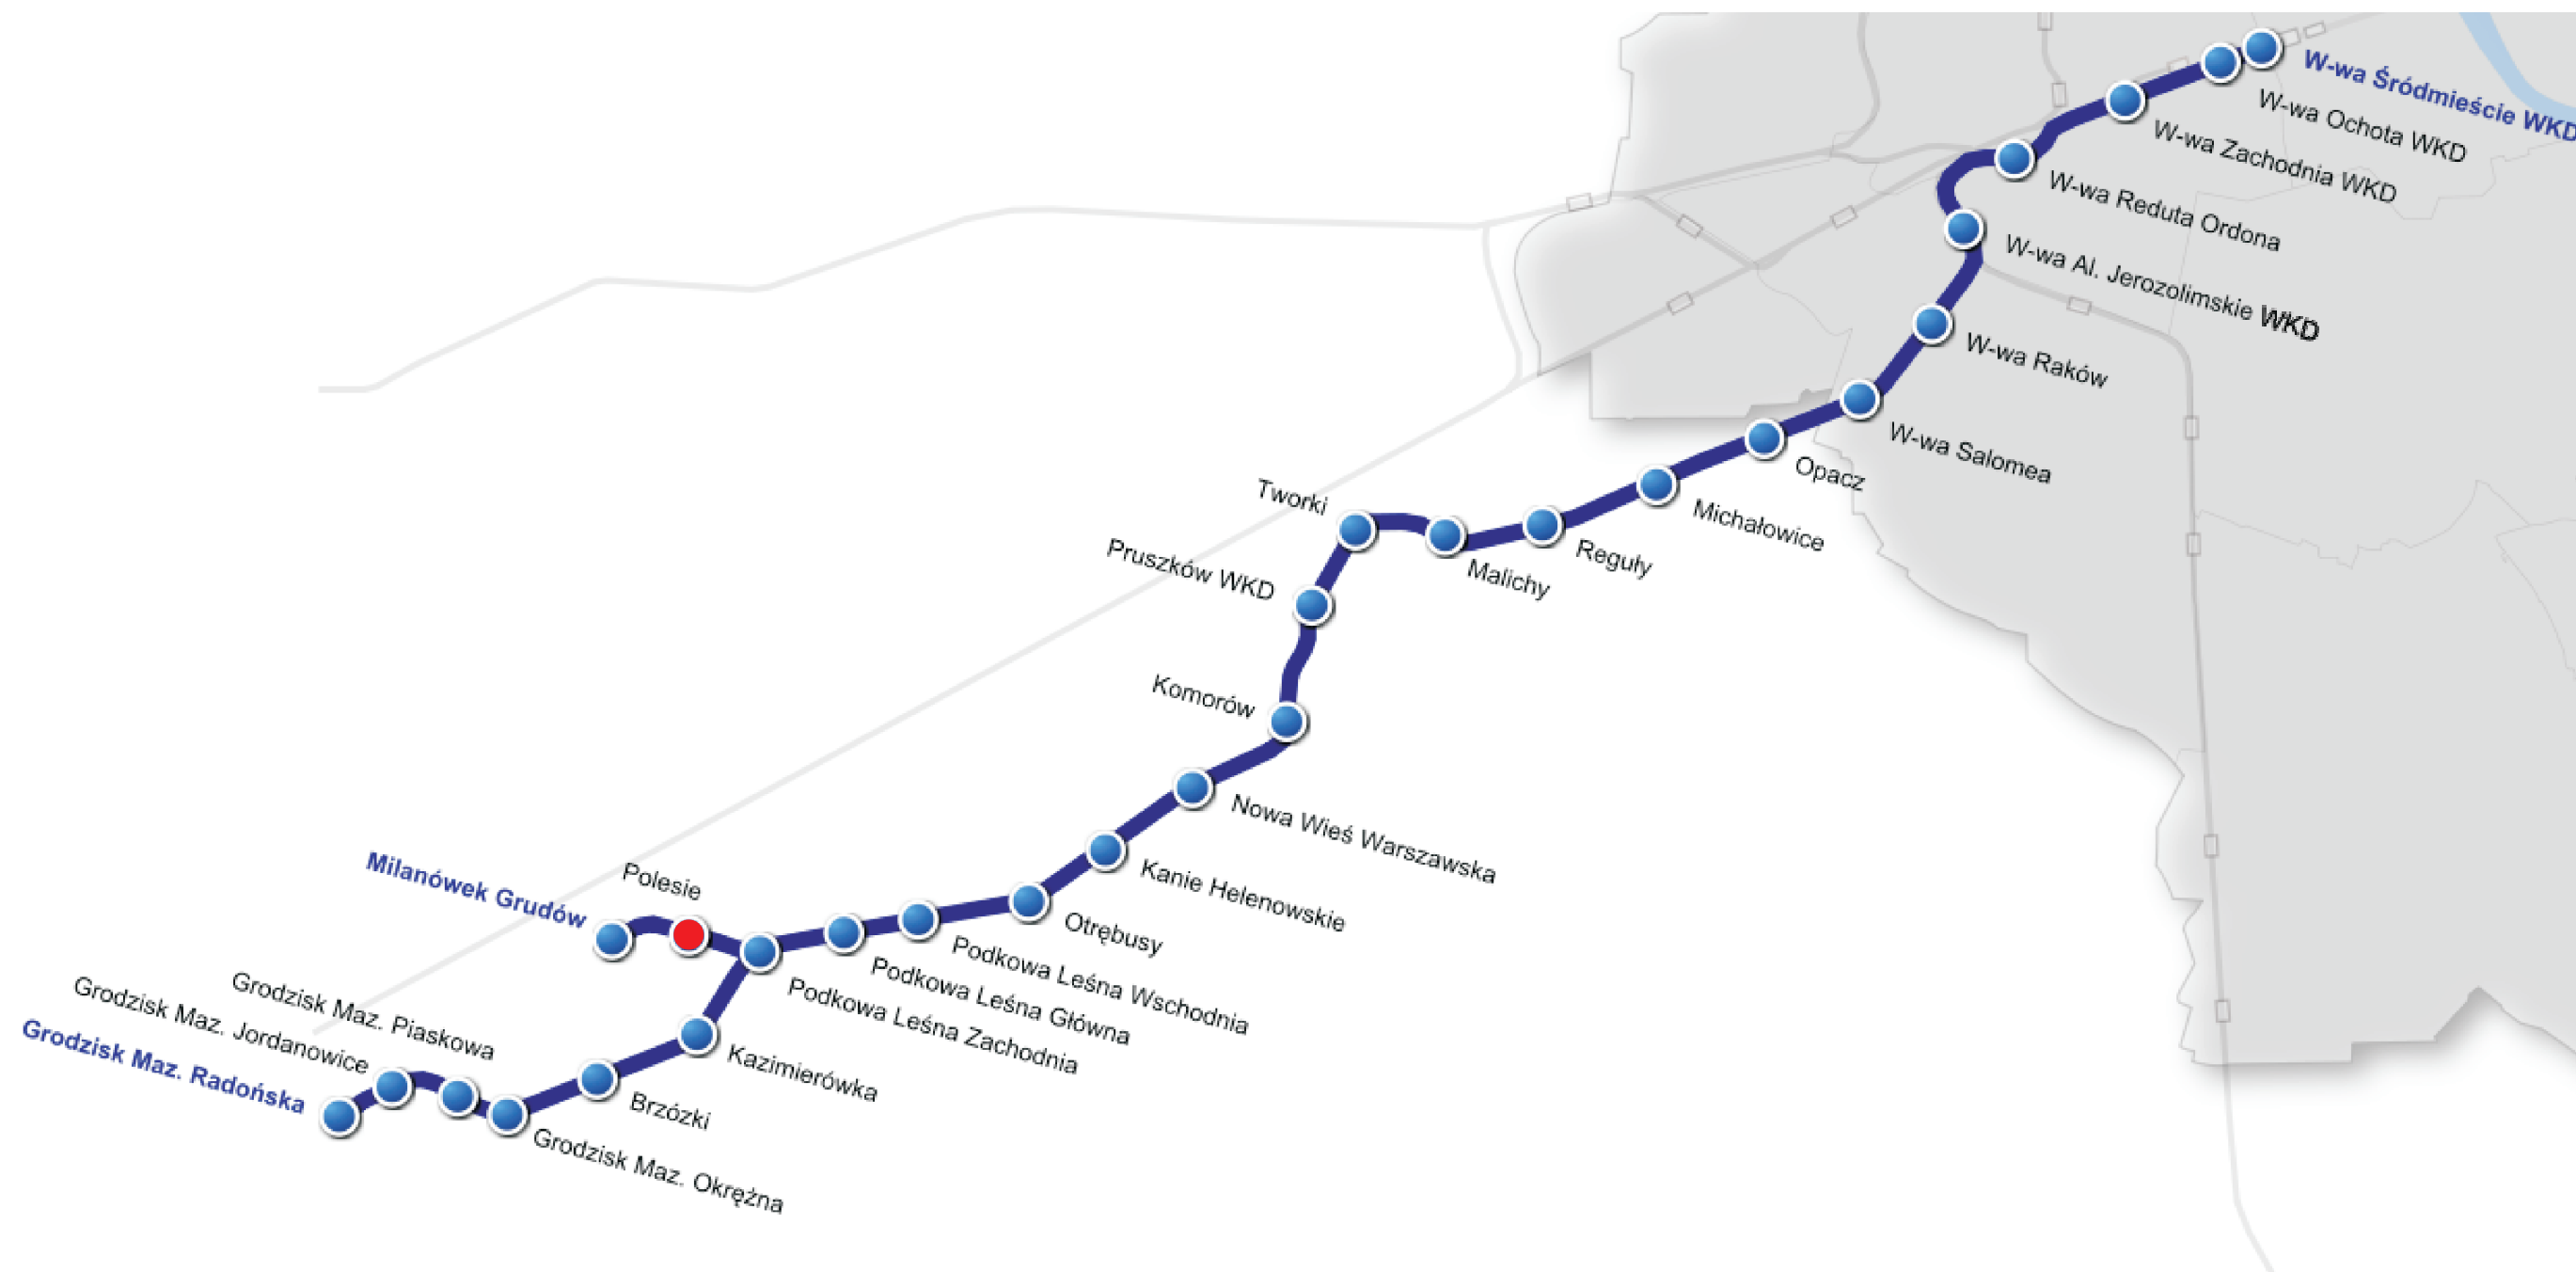 W-wa Śródmieście WKD
W-wa Ochota WKD
W-wa Zachodnia WKD
W-wa Reduta Ordona
W-wa Al. Jerozolimskie WKD
W-wa Raków
W-wa Salomea
Opacz
Michałowice
Reguły
Malichy
Tworki
Pruszków WKD
Komorów
Nowa Wieś Warszawska
Kanie Helenowskie
Otrębusy
Podkowa Leśna Wschodnia
Podkowa Leśna Główna
Podkowa Leśna Zachodnia
Polesie
Milanówek Grudów
Kazimierówka
Brzózki
Grodzisk Maz. Okrężna
Grodzisk Maz. Piaskowa
Grodzisk Maz. Jordanowice
Grodzisk Maz. Radońska